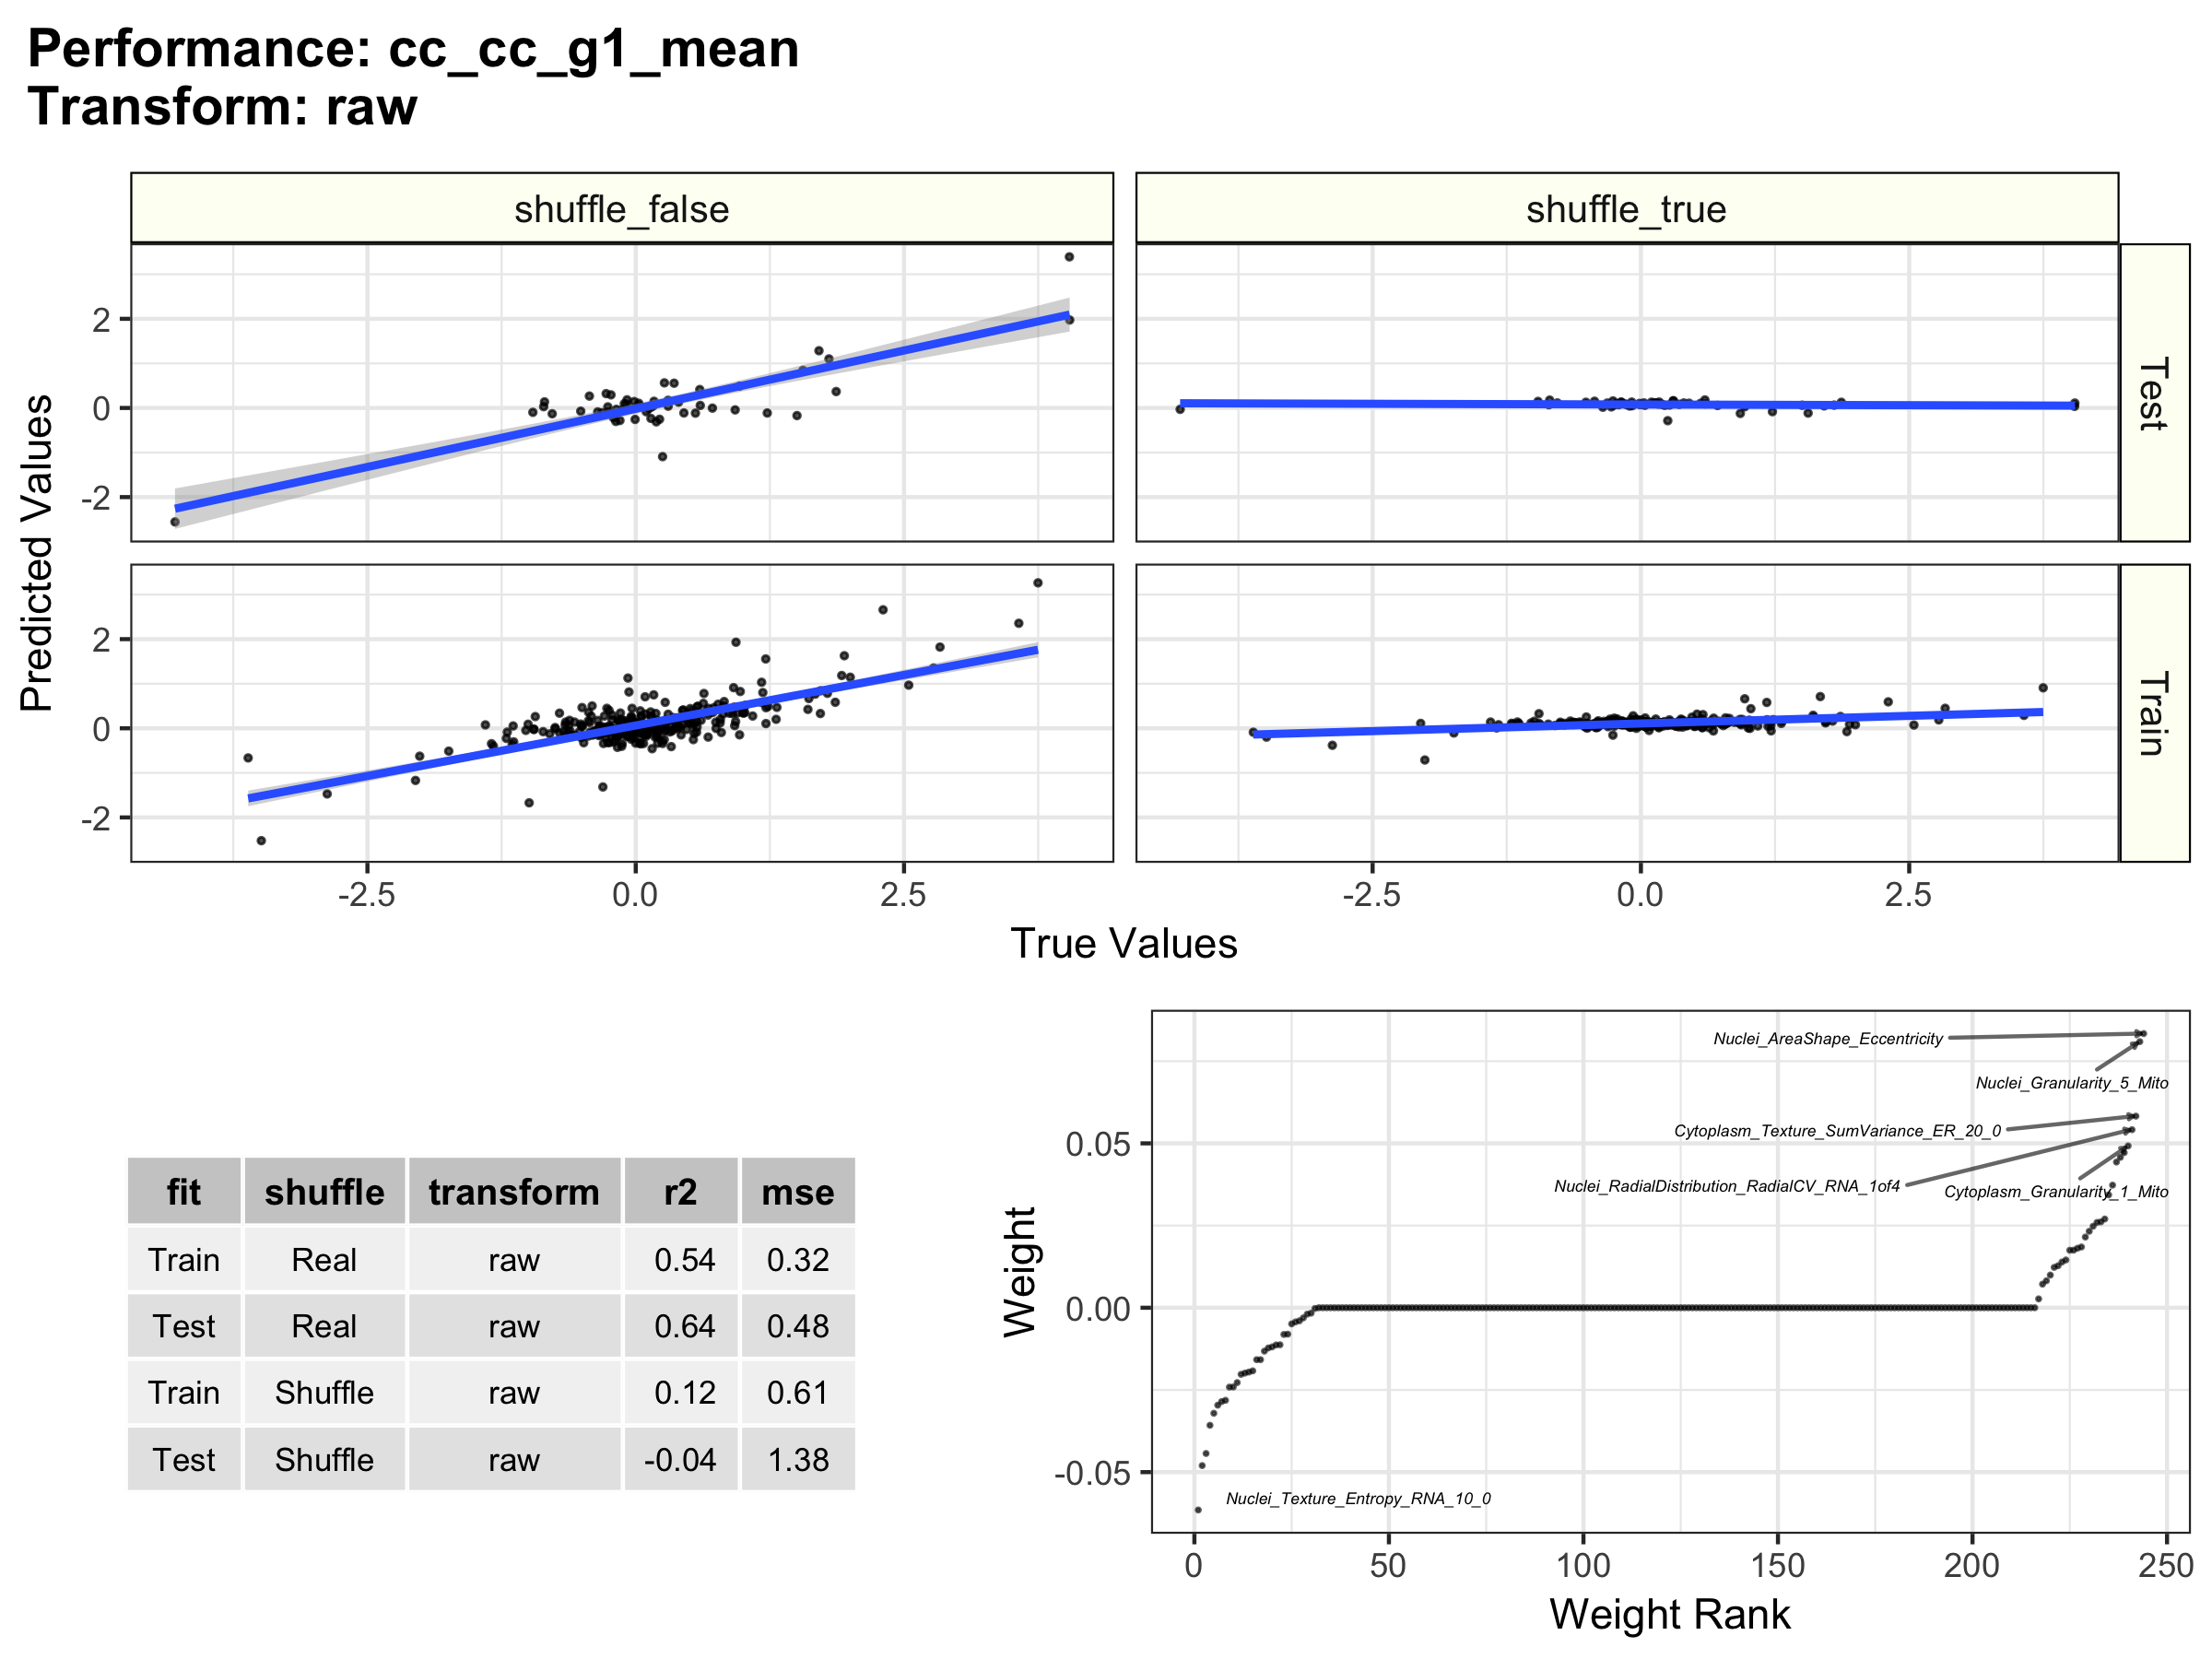 Performance: cc_cc_g1_mean
Transform: raw
shuffle_false
shuffle_true
Predicted Values
2
0
-2
Test
2
0
-2
Train
-2.5
0.0
2.5
-2.5
0.0
2.5
True Values
fit shuffle transform r2 mse
Train Real raw 0.54 0.32
Test Real raw 0.64 0.48
Train Shuffle raw 0.12 0.61
Test Shuffle raw -0.04 1.38
Weight
0.05
0.00
-0.05
Nuclei_AreaShape_Eccentricity
Nuclei_Granularity_5_Mito
Cytoplasm_Texture_SumVariance_ER_20_0
Nuclei_RadialDistribution_RadialCV_RNA_1of4
Cytoplasm_Granularity_1_Mito
Nuclei_Texture_Entropy_RNA_10_0
0
50
100
150
200
250
Weight Rank